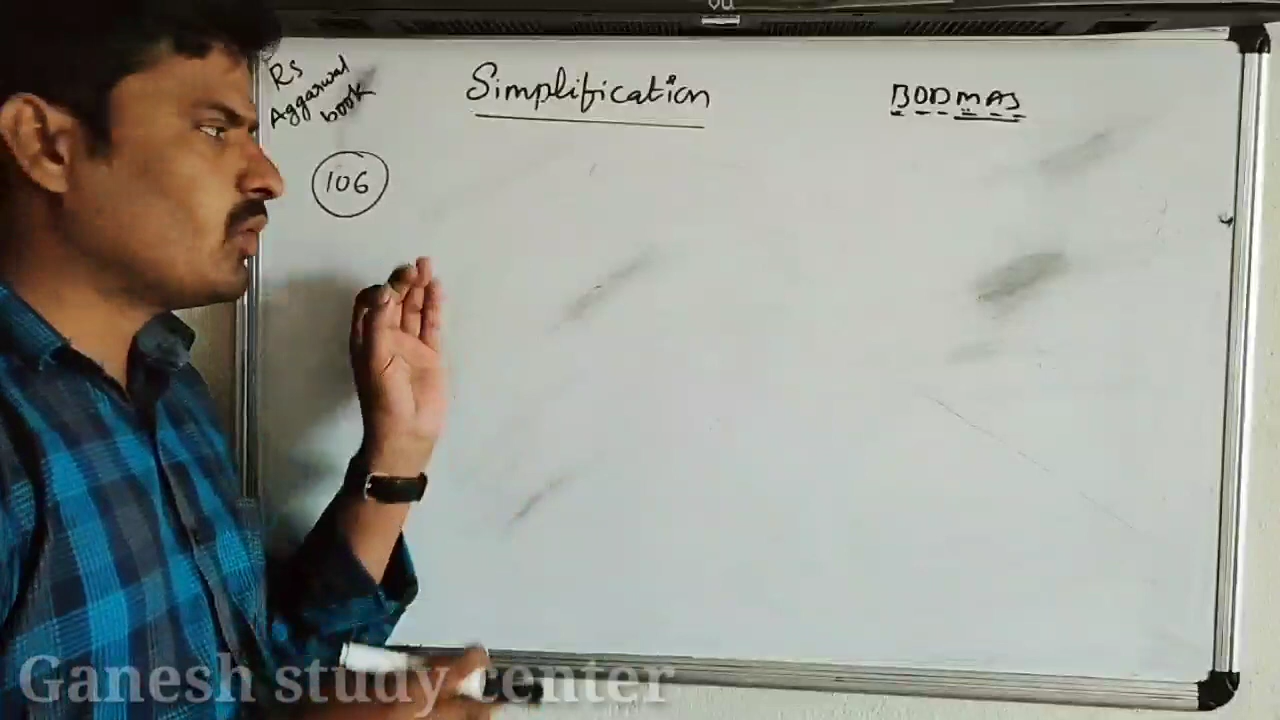 RS
Aggarwal
book
Simplification
BODMAS
106
Ganesh study center